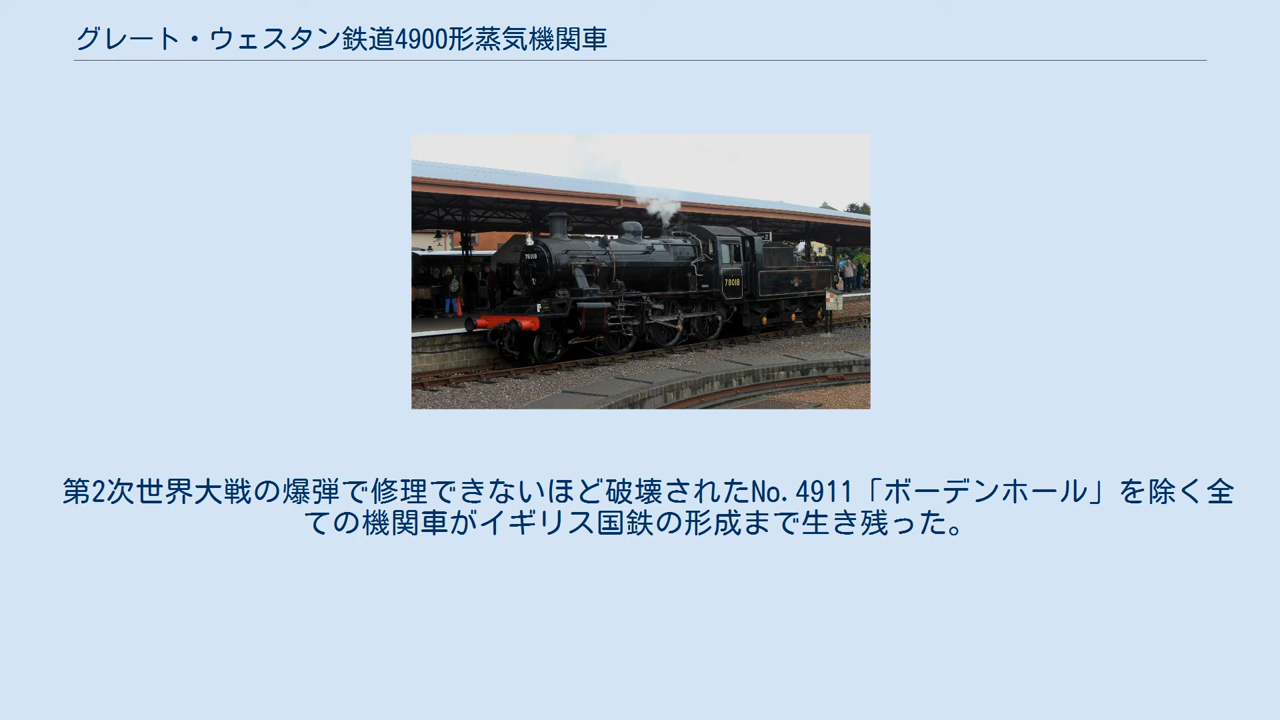 グレート・ウェスタン鉄道4900形蒸気機関車
78018
78018
第2次世界大戦の爆弾で修理できないほど破壊されたNo.4911「ボーデンホール」を除く全
ての機関車がイギリス国鉄の形成まで生き残った。